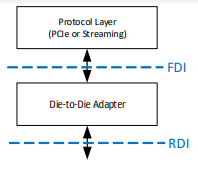 Protocol Layer
(PCIe or Streaming)
FDI
Die-to-Die Adapter
RDI